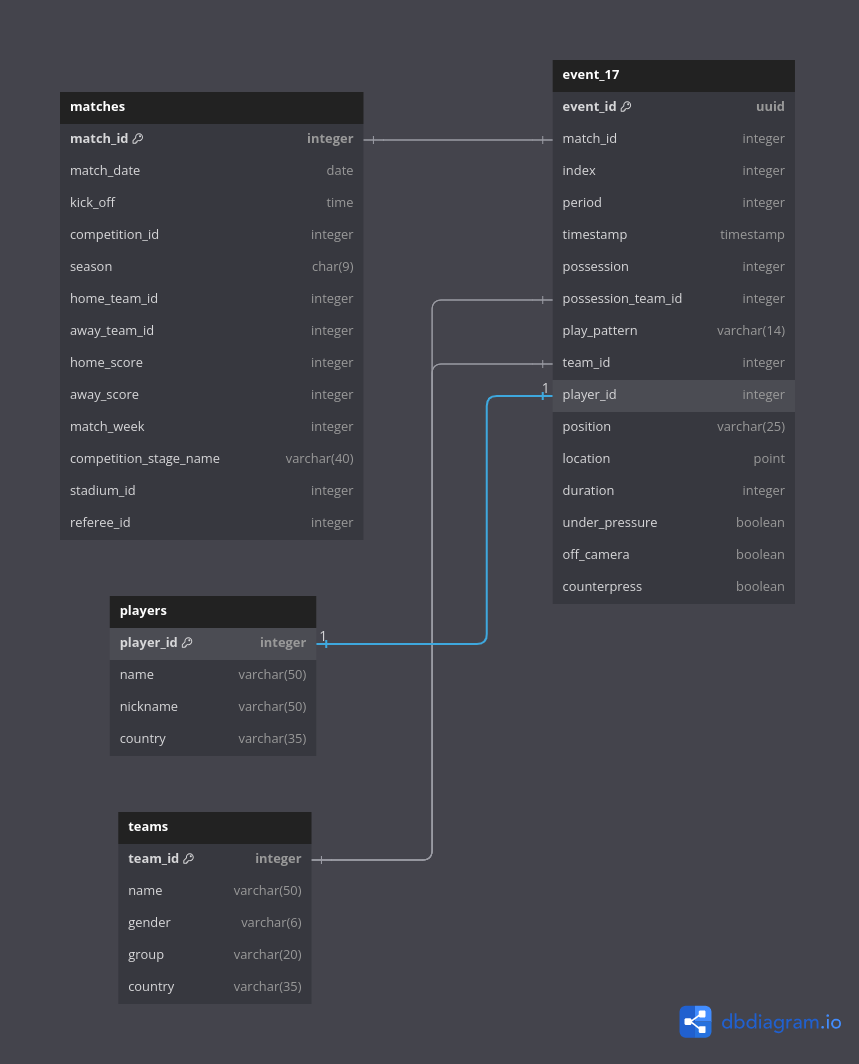 matches
match_id integer
match_date date
kick_off time
competition_id integer
season char(9)
home_team_id integer
away_team_id integer
home_score integer
away_score integer
match_week integer
competition_stage_name varchar(40)
stadium_id integer
referee_id integer
event_17
event_id uuid
match_id integer
index integer
period integer
timestamp timestamp
possession integer
possession_team_id integer
play_pattern varchar(14)
team_id integer
1
player_id integer
position varchar(25)
location point
duration integer
under_pressure boolean
off_camera boolean
counterpress boolean
players
player_id integer
1
name varchar(50)
nickname varchar(50)
country varchar(35)
teams
team_id integer
name varchar(50)
gender varchar(6)
group varchar(20)
country varchar(35)
dbdiagram.io